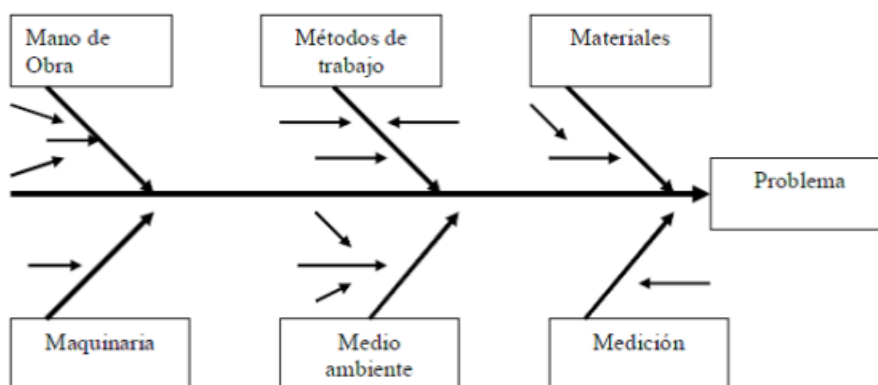 Mano de
Obra
Métodos de
trabajo
Materiales
Problema
Maquinaria
Medio
ambiente
Medición